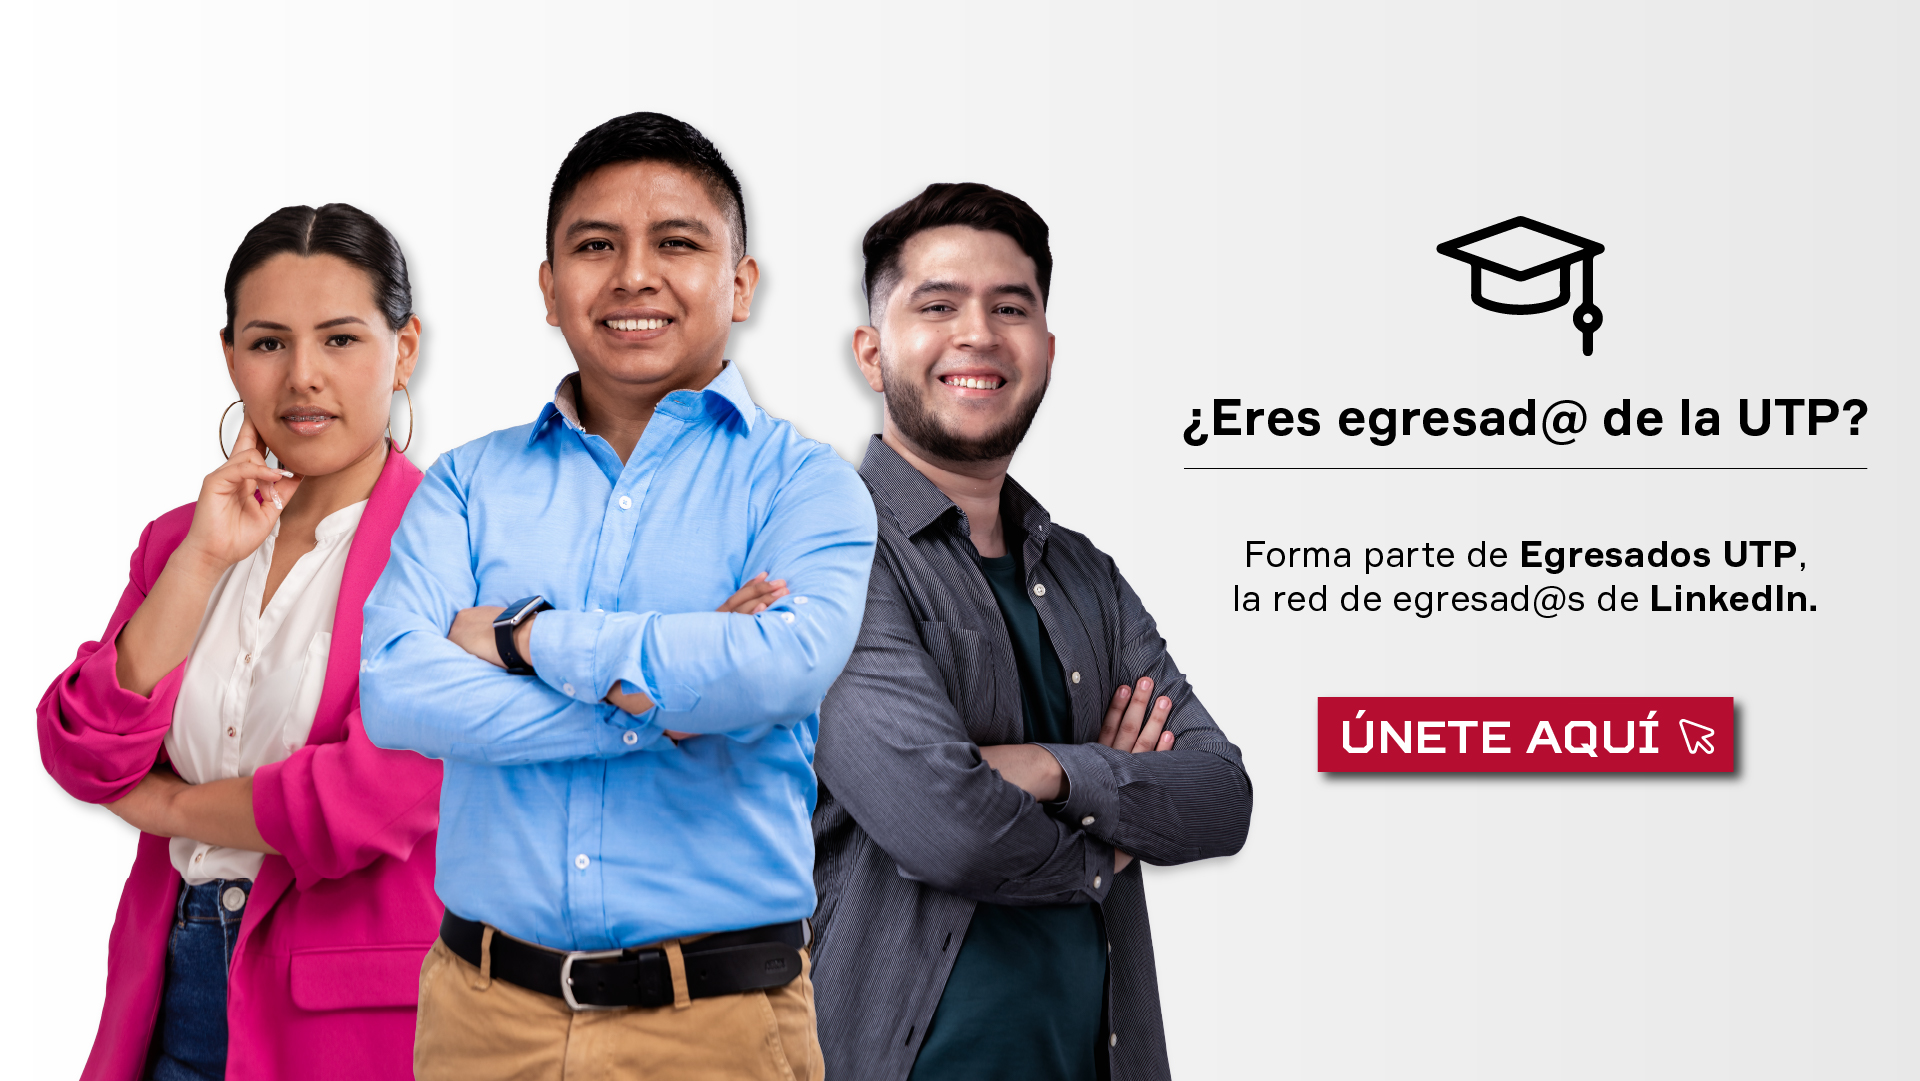 ¿Eres egresad@ de la UTP?
Forma parte de Egresados UTP,
la red de egresad@s de LinkedIn.
ÚNETE AQUÍ